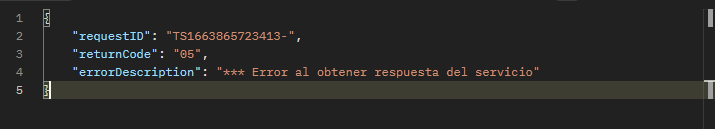 1 {
2 "requestID": "TS1663865723413-",
3 "returnCode": "05",
4 "errorDescription": "*** Error al obtener respuesta del servicio"
5 }